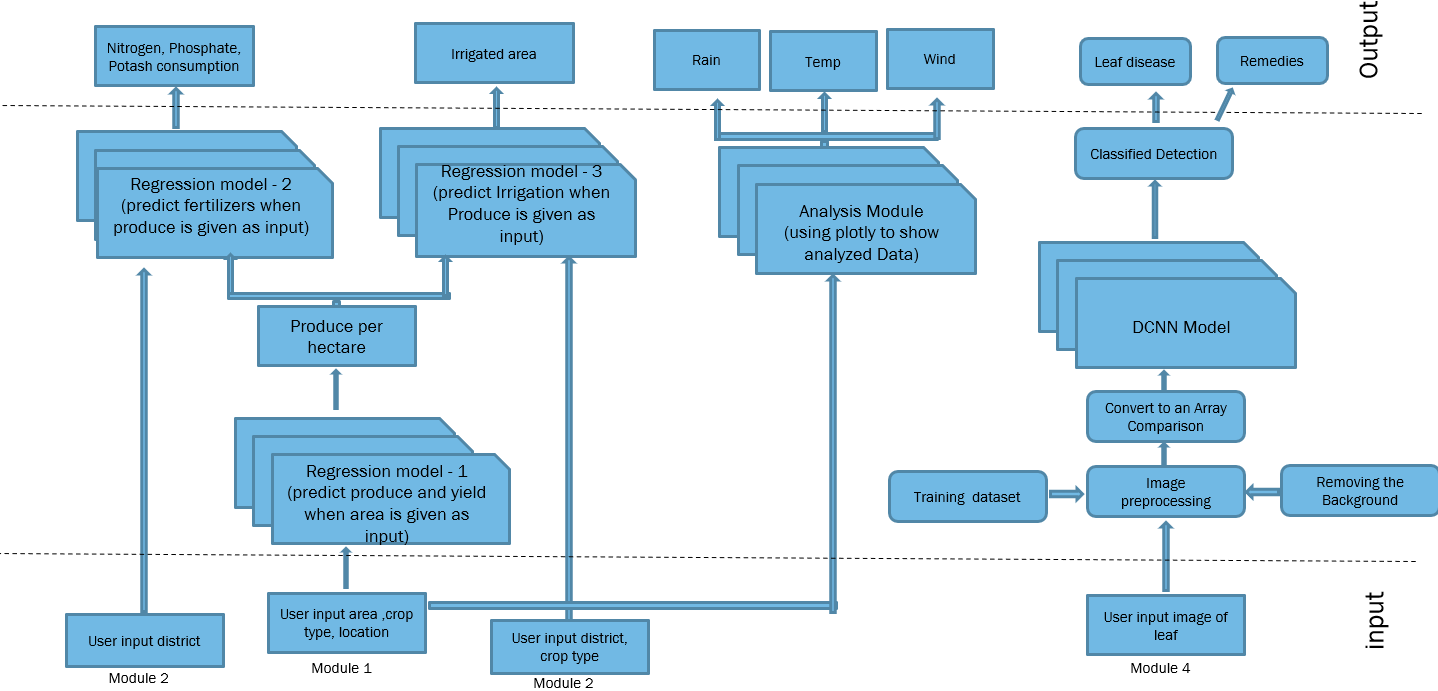 Nitrogen, Phosphate,
Potash consumption
Irrigated area
Rain
Temp
Wind
Leaf disease
Remedies
Output
Regression model - 2
(predict fertilizers when
produce is given as input)
Regression model - 3
(predict Irrigation when
Produce is given as
input)
Analysis Module
(using plotly to show
analyzed Data)
Classified Detection
DCNN Model
Produce per
hectare
Convert to an Array
Comparison
Regression model - 1
(predict produce and yield
when area is given as
input)
Training dataset
Image
preprocessing
Removing the
Background
User input district
Module 2
User input area ,crop
type, location
Module 1
User input district,
crop type
Module 2
User input image of
leaf
Module 4
input